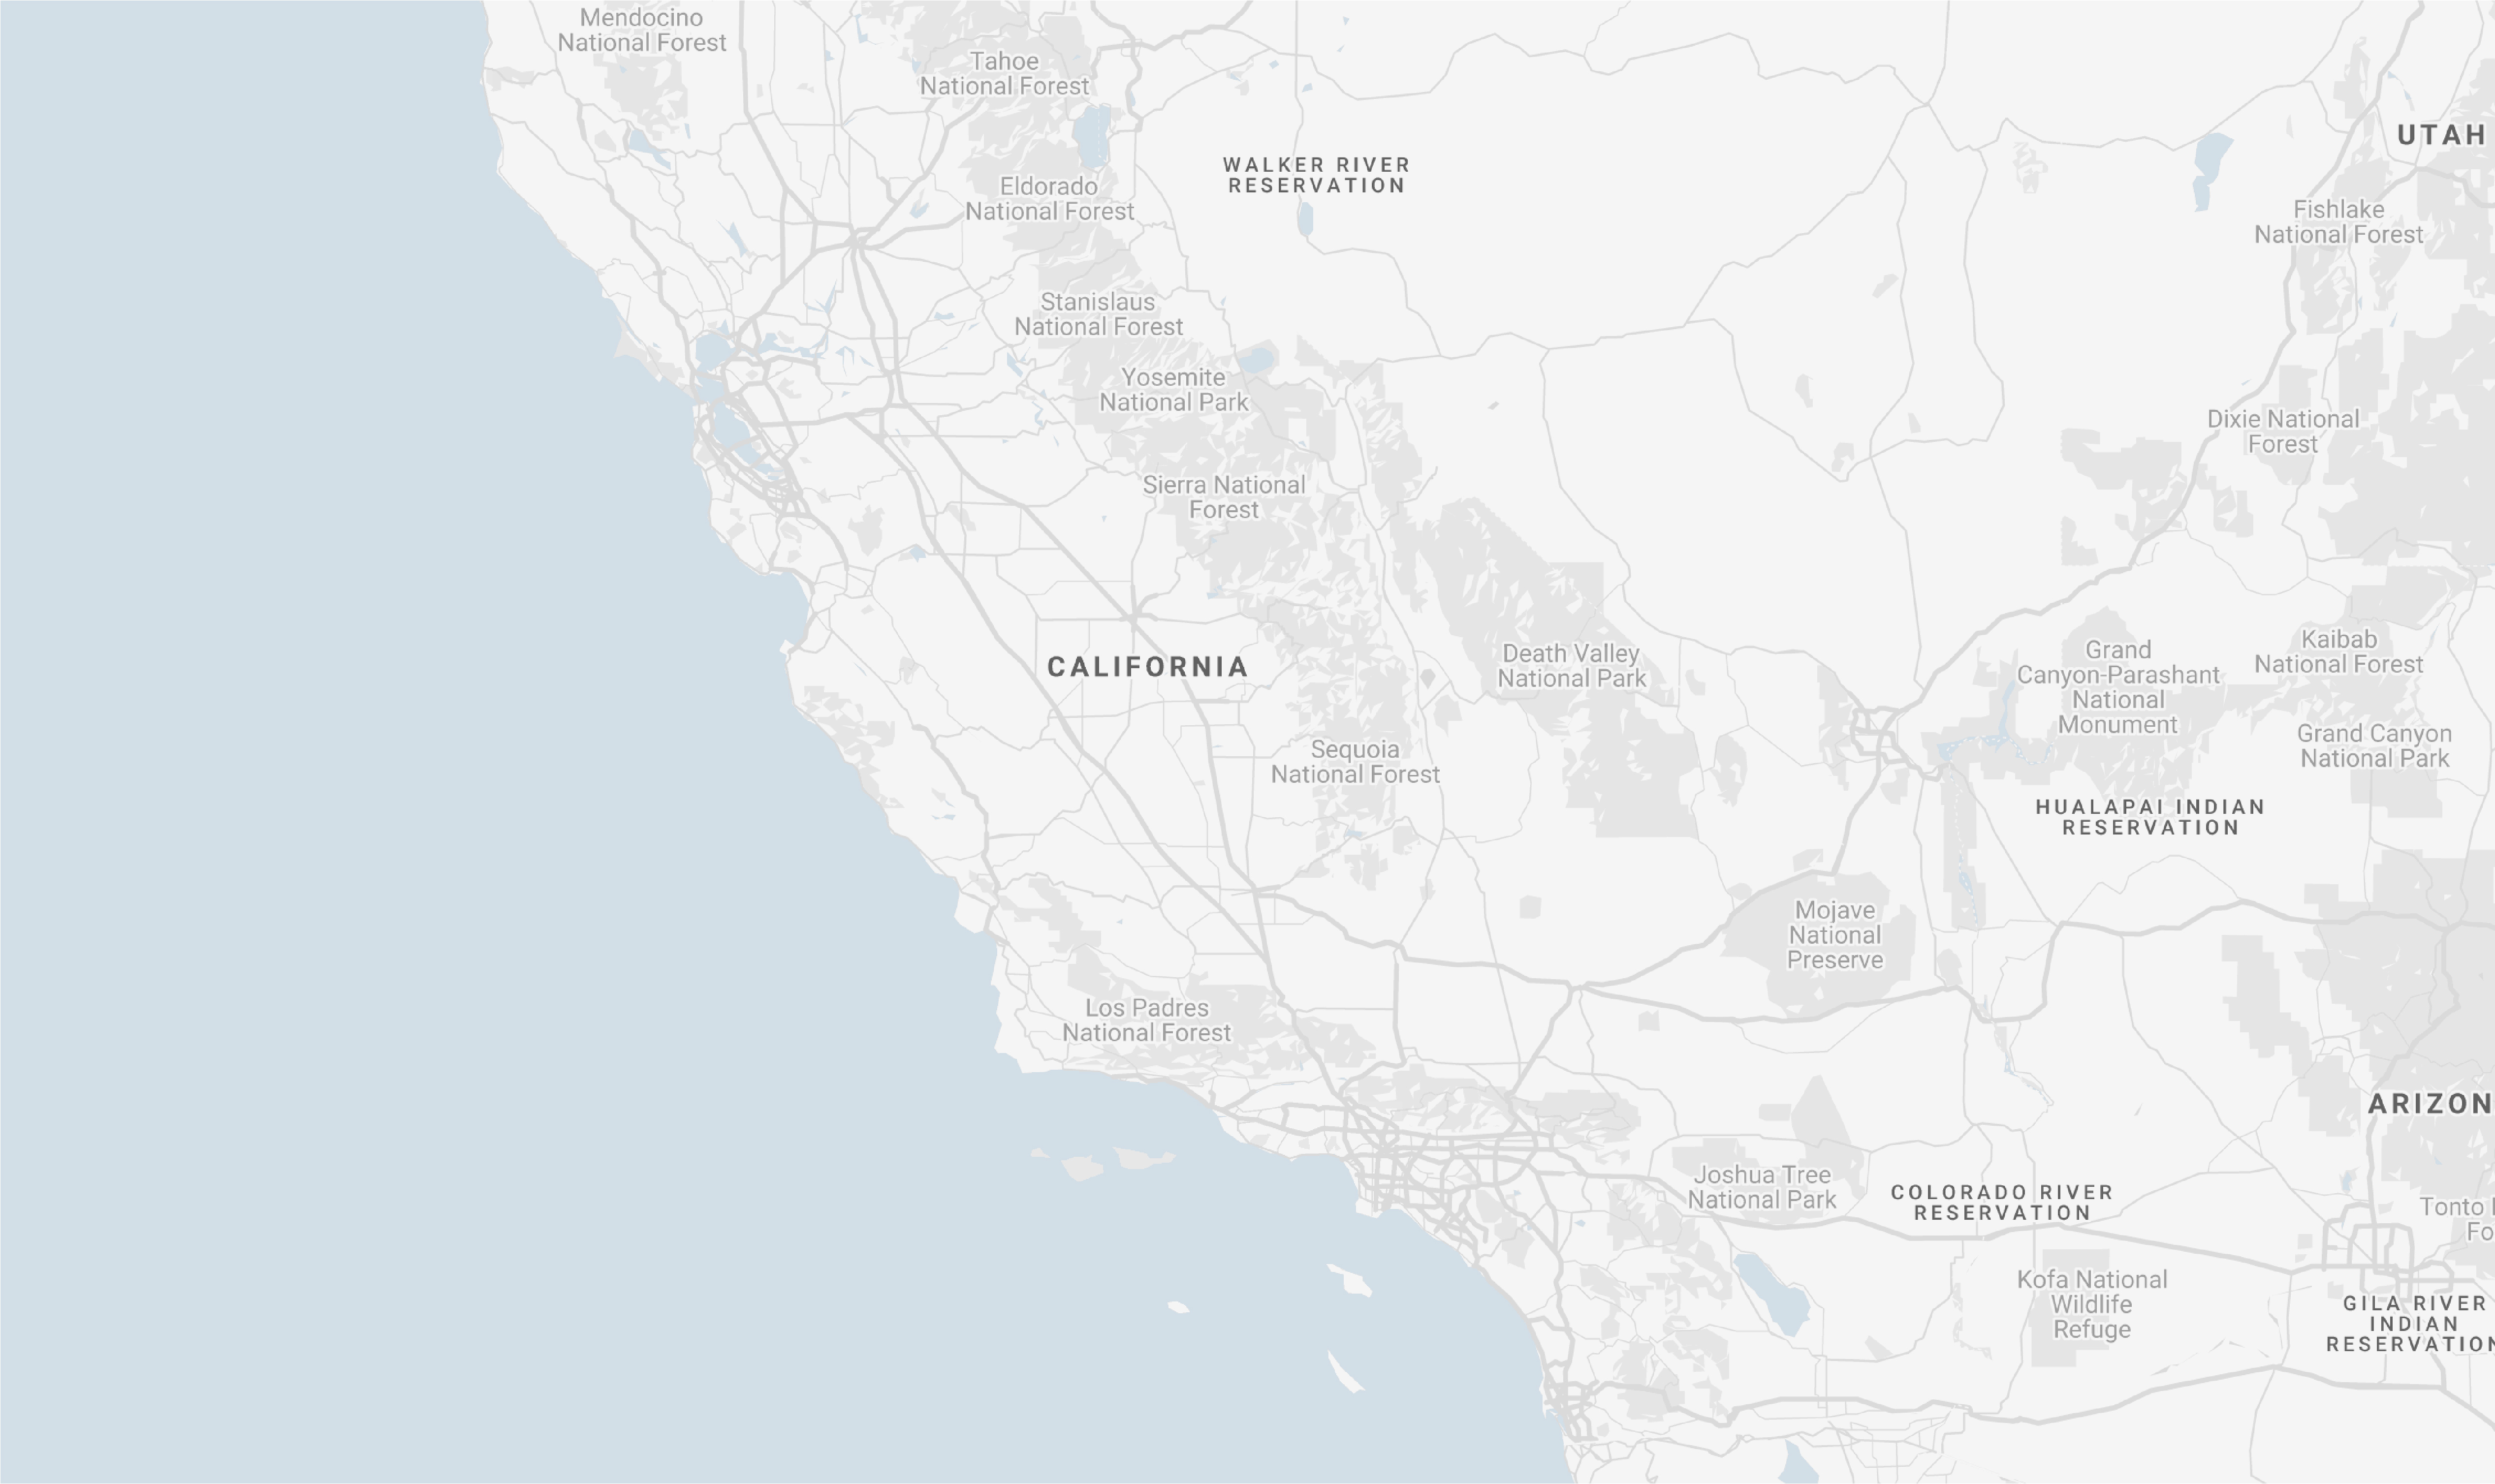 Mendocino
National Forest
Tahoe
National Forest
UTAH
WALKER RIVER
RESERVATION
Eldorado
National Forest
Fishlake
National Forest
Stanislaus
National Forest
Yosemite
National Park
Dixie National
Forest
Sierra National
Forest
CALIFORNIA
Death Valley
National Park
Grand
Canyon-Parashant
National
Monument
Kaibab
National Forest
Sequoia
National Forest
Grand Canyon
National Park
HUALAPAI INDIAN
RESERVATION
Mojave
National
Preserve
Los Padres
National Forest
ARIZON
Joshua Tree
National Park
COLORADO RIVER
RESERVATION
Tonto
Fo
Kofa National
Wildlife
Refuge
GILA RIVER
INDIAN
RESERVATION